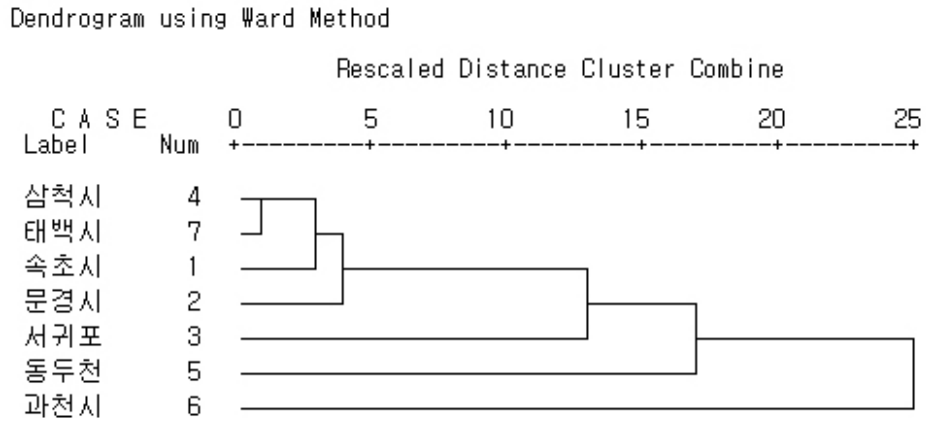 Dendrogram using Ward Method
Rescaled Distance Cluster Combine
C A S E 0 5 10 15 20 25
Label Num +---------+---------+---------+---------+---------+
삼척시 4
태백시 7
속초시 1
문경시 2
서귀포 3
동두천 5
과천시 6